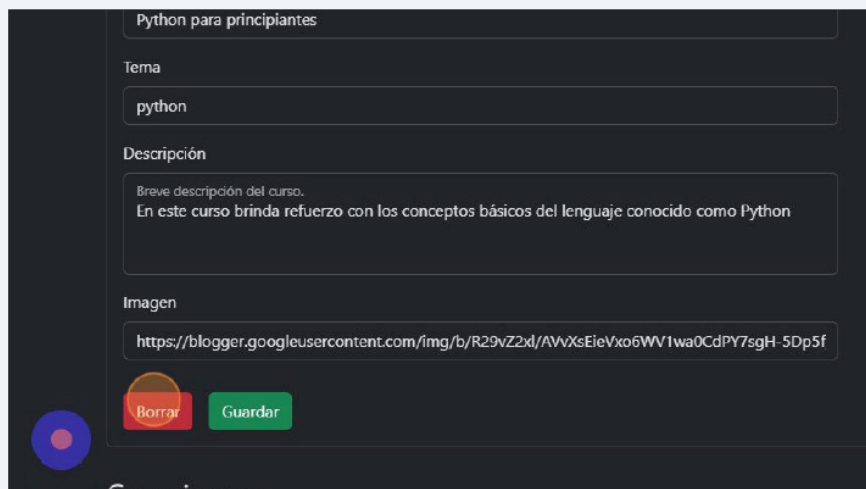 Python para principiantes
Tema
python
Descripción
Breve descripción del curso.
En este curso brinda refuerzo con los conceptos básicos del lenguaje conocido como Python
Imagen
https://blogger.googleusercontent.com/img/b/R29vZ2xl/AVvXsEieVxo6WV1wa0CdPY7sgH-5Dp5f
Borrar
Guardar